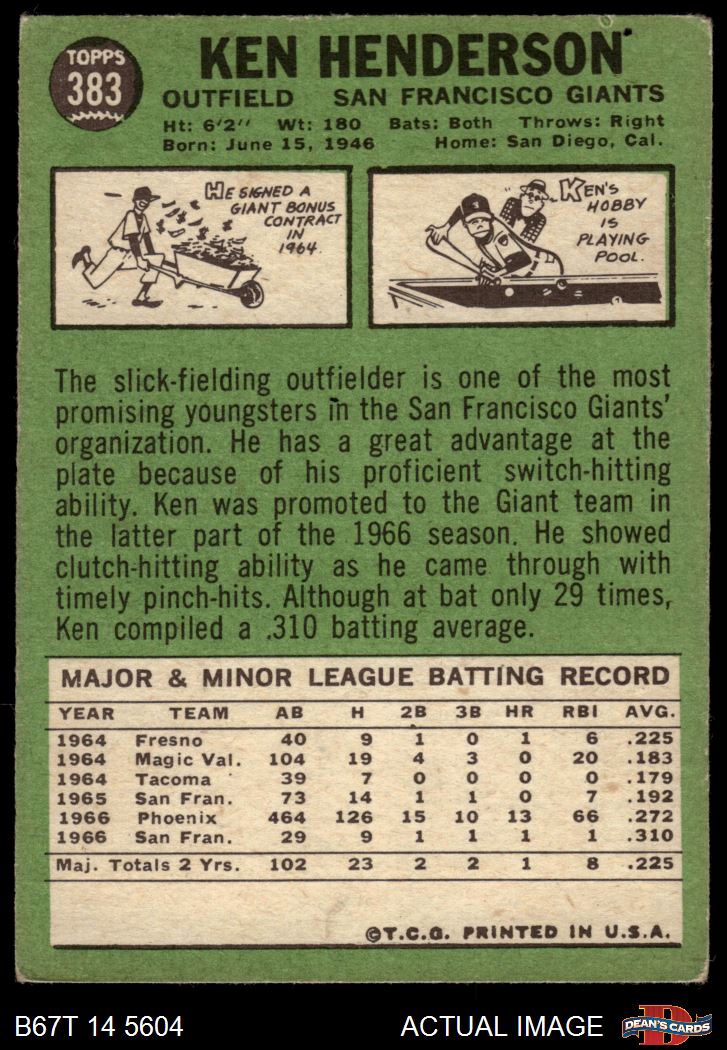 TOPPS
383
KEN HENDERSON
OUTFIELD SAN FRANCISCO GIANTS
Ht: 6'2" Wt: 180 Bats: Both Throws: Right
Born: June 15, 1946 Home: San Diego, Cal.
HE SIGNED A
GIANT BONUS
CONTRACT
IN
1964.
KEN'S
HOBBY
IS
PLAYING
POOL.
The slick-fielding outfielder is one of the most
promising youngsters in the San Francisco Giants'
organization. He has a great advantage at the
plate because of his proficient switch-hitting
ability. Ken was promoted to the Giant team in
the latter part of the 1966 season. He showed
clutch-hitting ability as he came through with
timely pinch-hits. Although at bat only 29 times,
Ken compiled a .310 batting average.
MAJOR & MINOR LEAGUE BATTING RECORD
YEAR TEAM AB H 2B 3B HR RBI AVG.
1964 Fresno 40 9 1 0 1 6 .225
1964 Magic Val. 104 19 4 3 0 20 .183
1964 Tacoma 39 7 0 0 0 0 .179
1965 San Fran. 73 14 1 1 0 7 .192
1966 Phoenix 464 126 15 10 13 66 .272
1966 San Fran. 29 9 1 1 1 1 .310
Maj. Totals 2 Yrs. 102 23 2 2 1 8 .225
©T.C.G. PRINTED IN U.S.A.
B67T 14 5604 ACTUAL IMAGE
D
DEAN'S CARDS